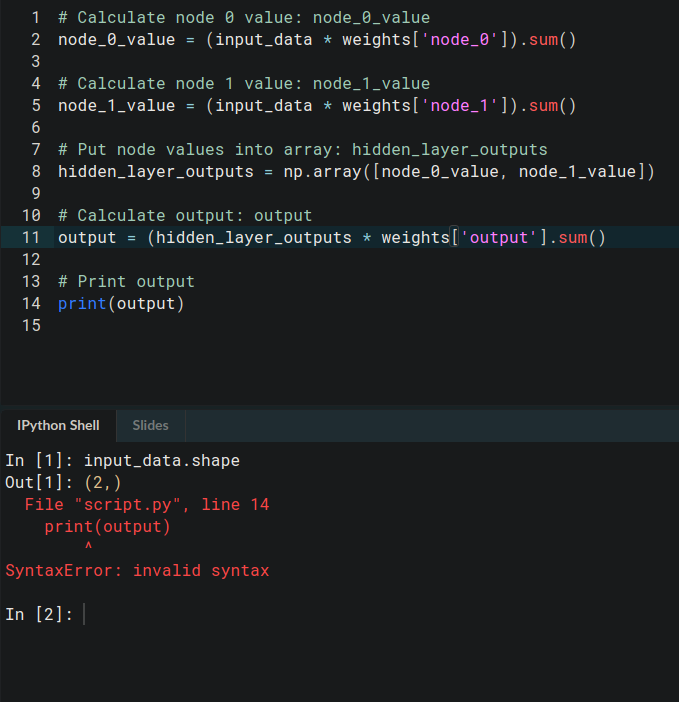 1 # Calculate node 0 value: node_0_value
2 node_0_value = (input_data * weights['node_0']).sum()
3
4 # Calculate node 1 value: node_1_value
5 node_1_value = (input_data * weights['node_1']).sum()
6
7 # Put node values into array: hidden_layer_outputs
8 hidden_layer_outputs = np.array([node_0_value, node_1_value])
9
10 # Calculate output: output
11 output = (hidden_layer_outputs * weights['output'].sum()
12
13 # Print output
14 print(output)
15
IPython Shell Slides
In [1]: input_data.shape
Out[1]: (2,)
  File "script.py", line 14
    print(output)
        ^
SyntaxError: invalid syntax
In [2]: